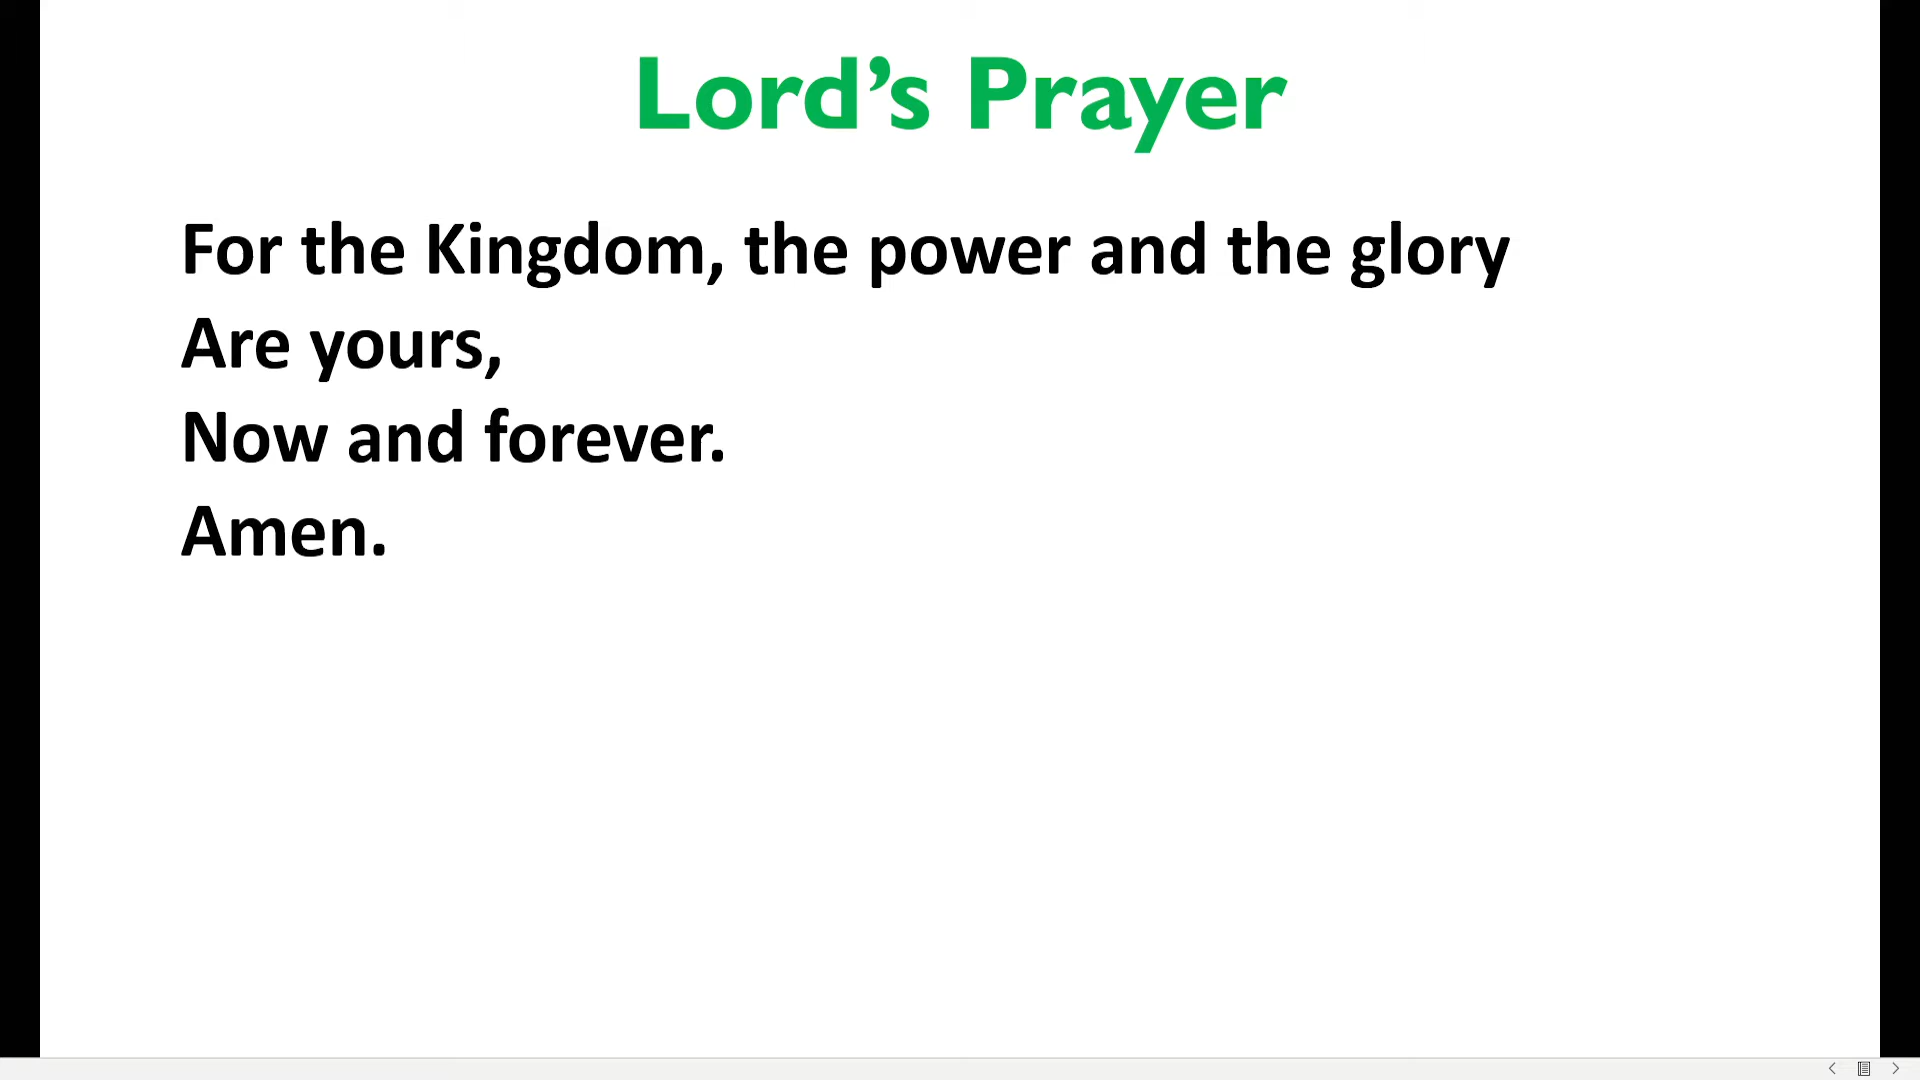 Lord’s Prayer
For the Kingdom, the power and the glory
Are yours,
Now and forever.
Amen.